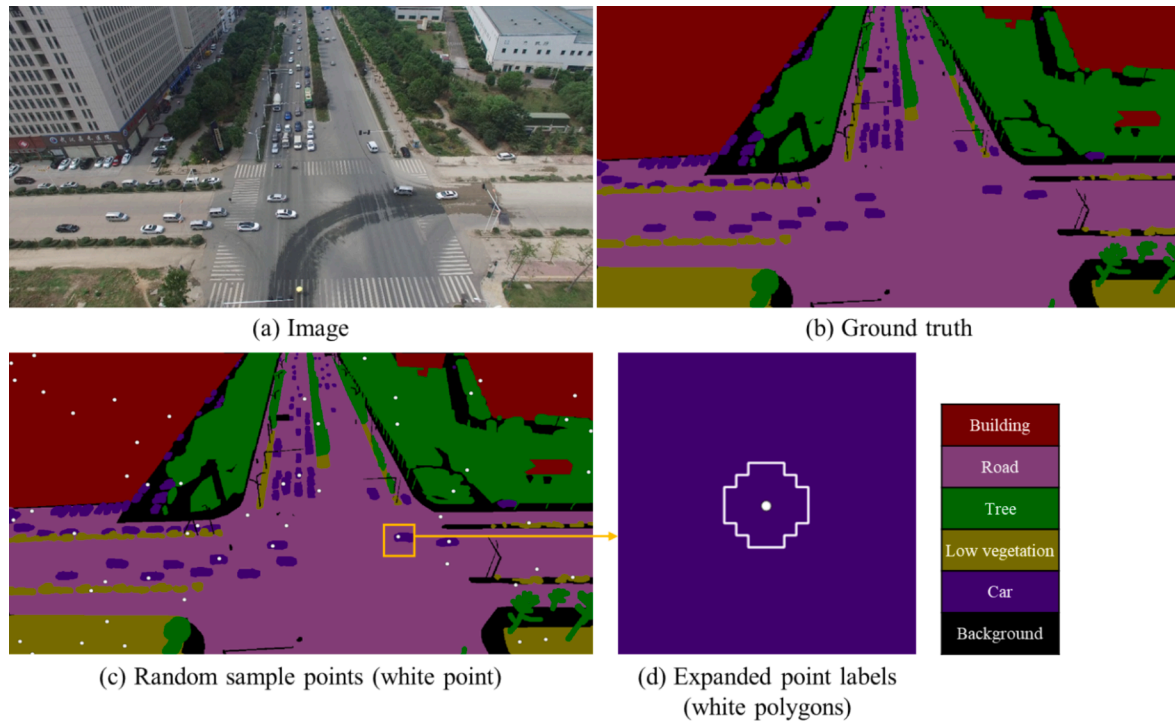 (a) Image
(b) Ground truth
Building
Road
Tree
Low vegetation
Car
Background
(c) Random sample points (white point)
(d) Expanded point labels
(white polygons)